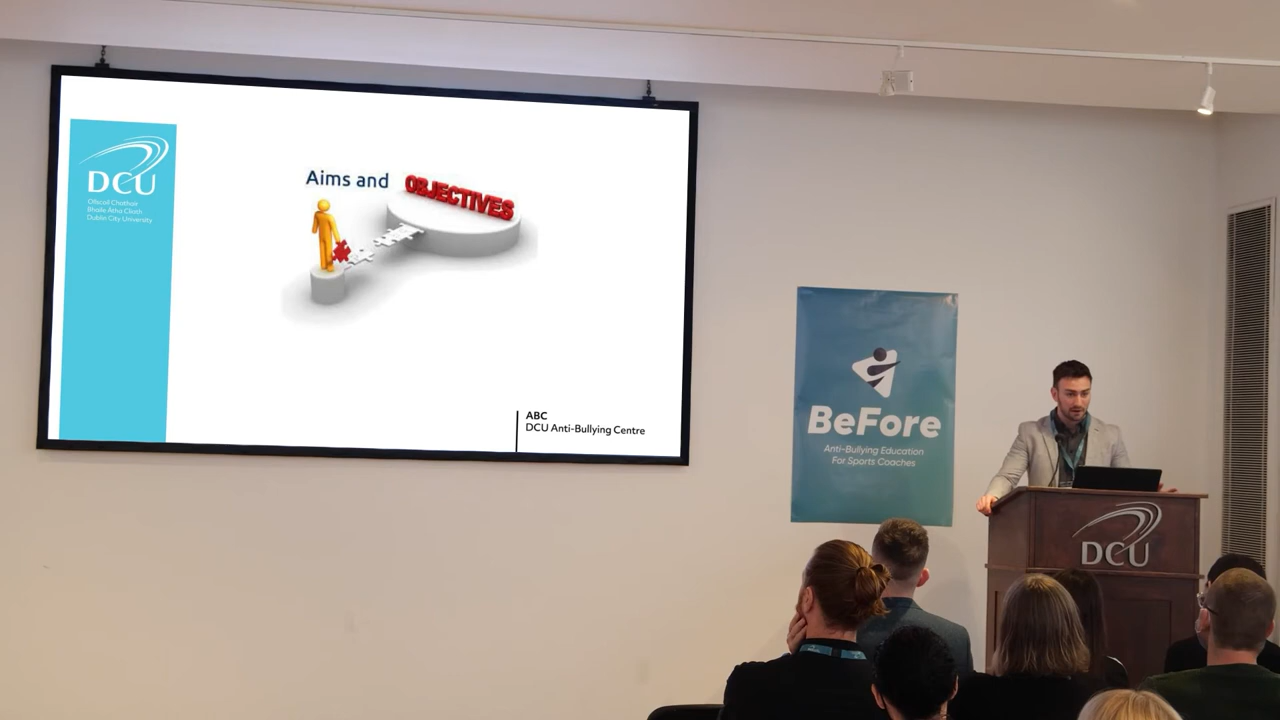 DCU
Ollscoil Chathair
Bhaile Átha Cliath
Dublin City University
Aims and OBJECTIVES
ABC
DCU Anti-Bullying Centre
BeFore
Anti-Bullying Education
For Sports Coaches
DCU